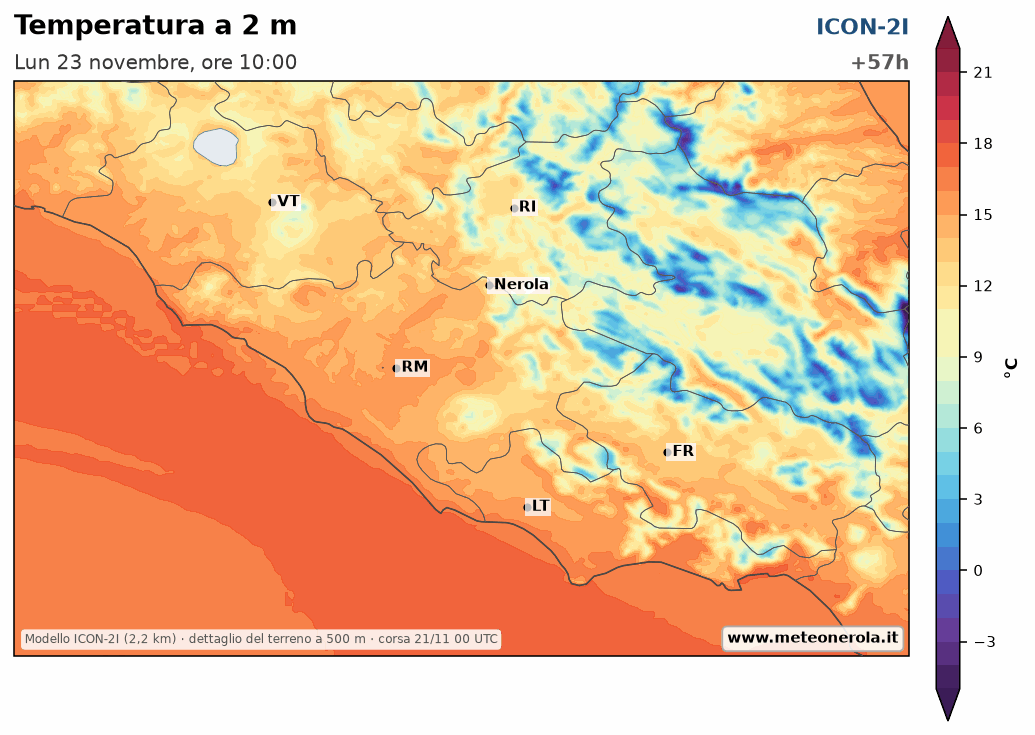 Temperatura a 2 m
ICON-2I
Lun 23 novembre, ore 10:00
+57h
21
18
15
12
9
6
3
0
−3
°C
VT
RI
Nerola
RM
FR
LT
Modello ICON-2I (2,2 km) · dettaglio del terreno a 500 m · corsa 21/11 00 UTC
www.meteonerola.it